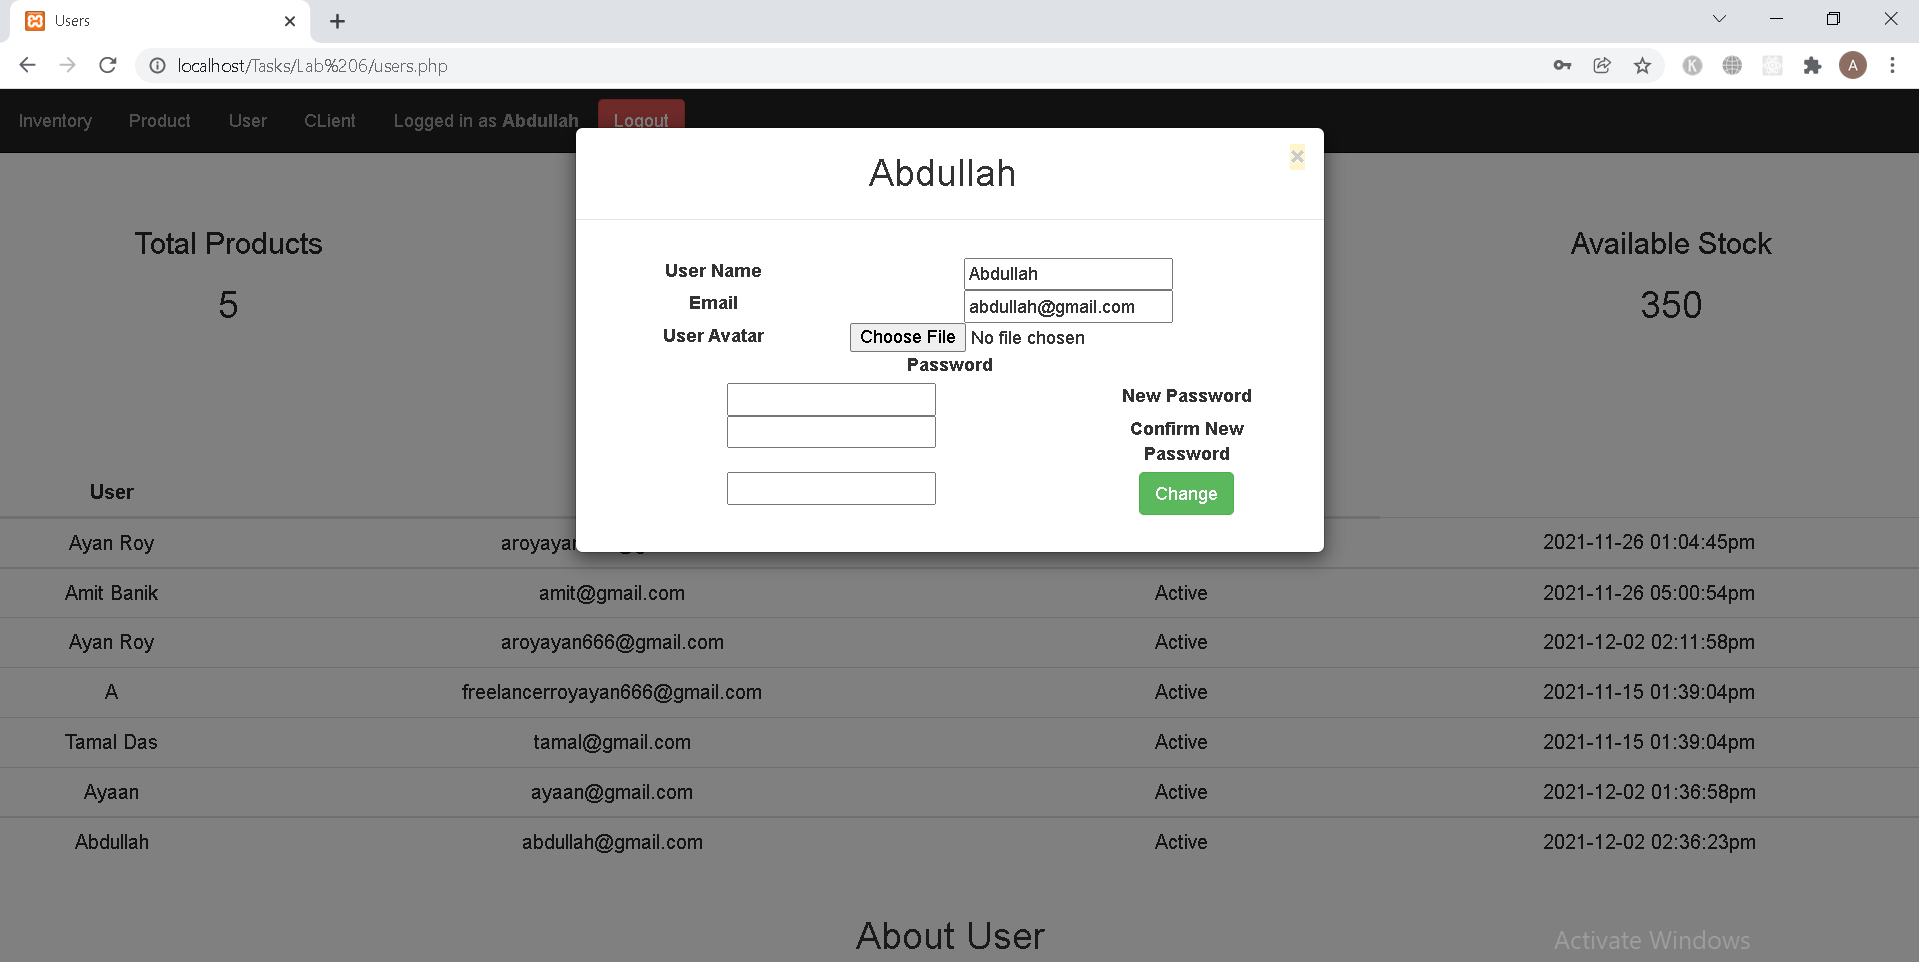 Users
localhost/Tasks/Lab%206/users.php
K
A
Inventory Product User CLient Logged in as Abdullah Logout
Abdullah
×
Total Products
5
Available Stock
350
User Name Abdullah
Email abdullah@gmail.com
User Avatar Choose File No file chosen
Password
New Password
Confirm New
Password
Change
User
Ayan Roy 2021-11-26 01:04:45pm
Amit Banik amit@gmail.com Active 2021-11-26 05:00:54pm
Ayan Roy aroyayan666@gmail.com Active 2021-12-02 02:11:58pm
A freelancerroyayan666@gmail.com Active 2021-11-15 01:39:04pm
Tamal Das tamal@gmail.com Active 2021-11-15 01:39:04pm
Ayaan ayaan@gmail.com Active 2021-12-02 01:36:58pm
Abdullah abdullah@gmail.com Active 2021-12-02 02:36:23pm
About User
Activate Windows